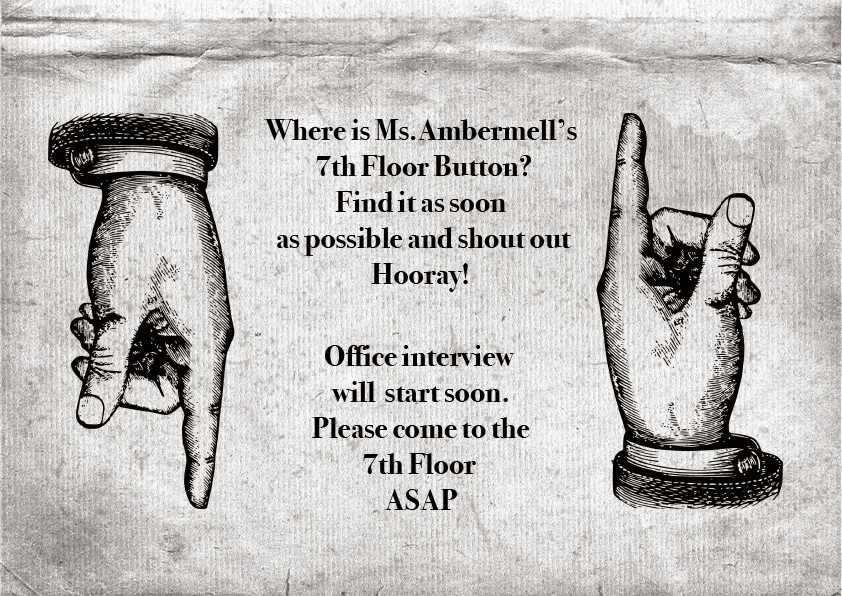 Where is Ms. Ambermell's
7th Floor Button?
Find it as soon
as possible and shout out
Hooray!
Office interview
will start soon.
Please come to the
7th Floor
ASAP